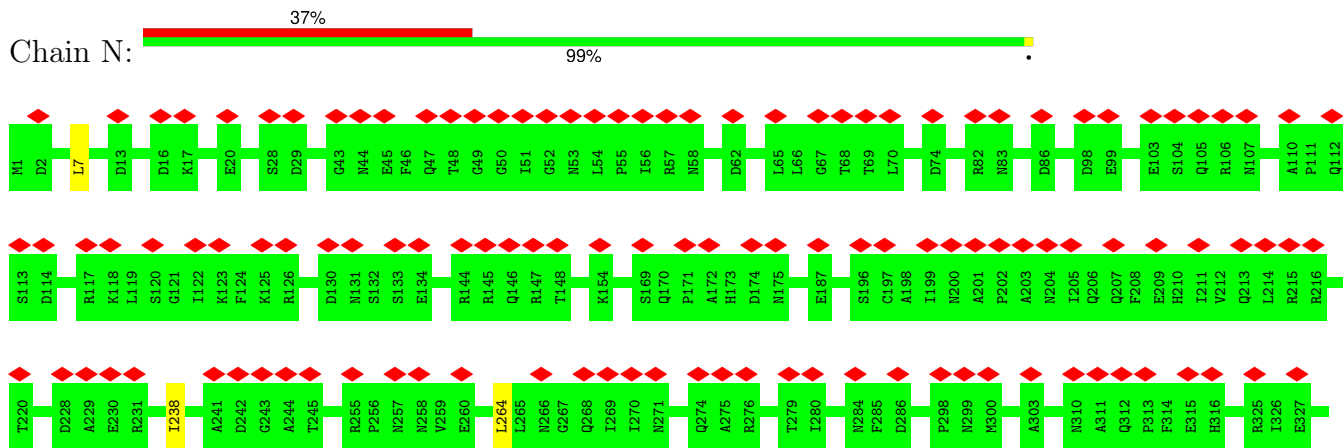 37%
Chain N:
99%
.
M1 D2 L7 D13 D16 K17 E20 S28 D29 G43 N44 E45 F46 Q47 T48 G49 G50 I51 G52 N53 L54 P55 I56 R57 N58 D62 L65 L66 G67 T68 T69 L70 D74 R82 N83 D86 D98 E99 E103 S104 Q105 R106 N107 A110 P111 Q112
S113 D114 R117 K118 L119 S120 G121 I122 K123 F124 K125 R126 D130 N131 S132 S133 E134 R144 R145 Q146 R147 T148 K154 S169 Q170 P171 A172 H173 D174 N175 E187 S196 C197 A198 I199 N200 A201 P202 A203 N204 I205 Q206 Q207 F208 E209 H210 I211 V212 Q213 L214 R215 R216
T220 D228 A229 E230 R231 I238 A241 D242 G243 A244 T245 R255 P256 N257 N258 V259 E260 L264 L265 N266 G267 Q268 I269 I270 N271 Q274 A275 R276 T279 I280 N284 F285 D286 P298 N299 M300 A303 N310 A311 Q312 P313 F314 E315 H316 R325 I326 E327